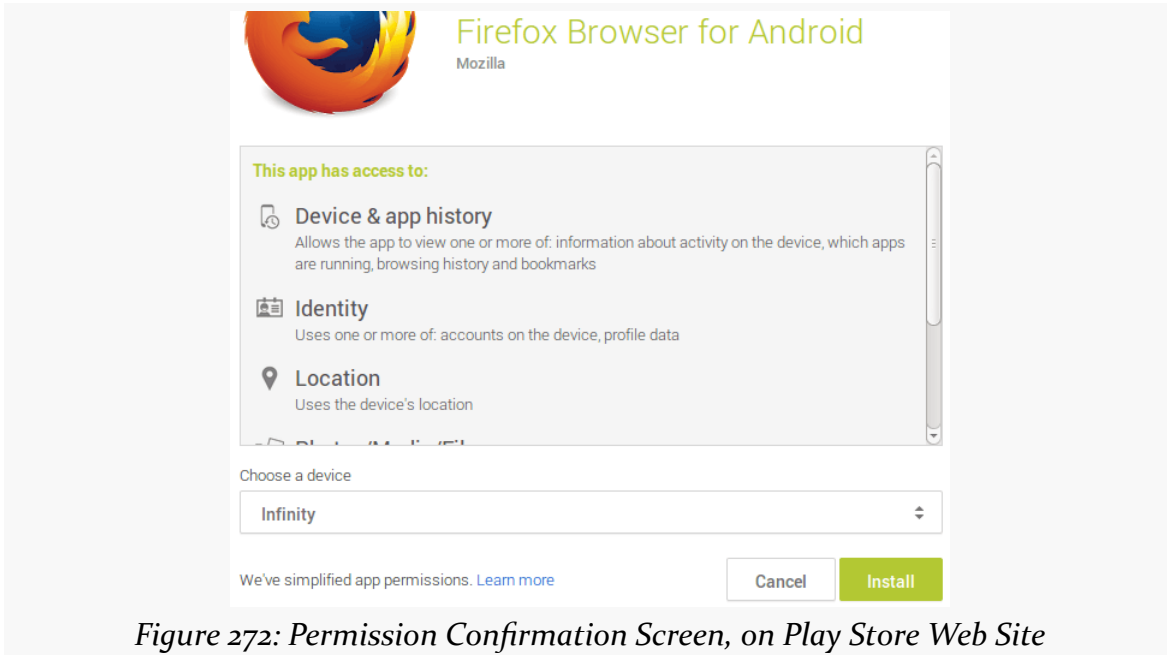 Firefox Browser for Android
Mozilla
This app has access to:
Device & app history
Allows the app to view one or more of: information about activity on the device, which apps
are running, browsing history and bookmarks
Identity
Uses one or more of: accounts on the device, profile data
Location
Uses the device's location
Choose a device
Infinity
We've simplified app permissions. Learn more
Cancel
Install
Figure 272: Permission Confirmation Screen, on Play Store Web Site